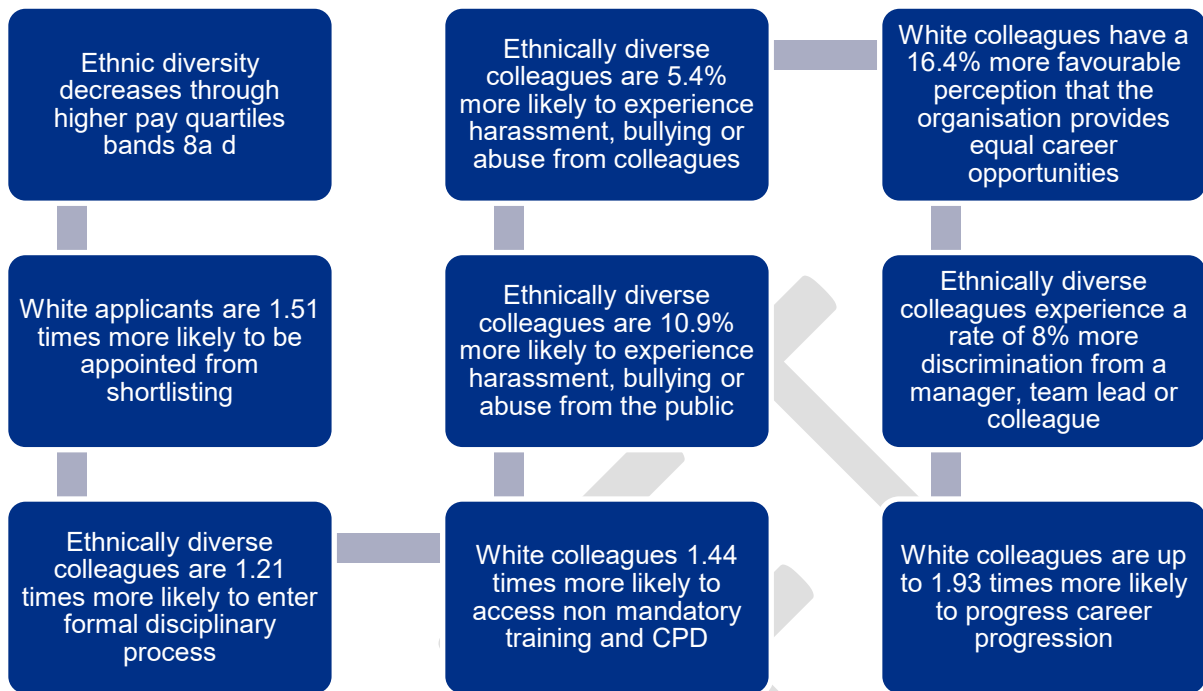 Ethnic diversity
decreases through
higher pay quartiles
bands 8a d
White applicants are 1.51
times more likely to be
appointed from
shortlisting
Ethnically diverse
colleagues are 1.21
times more likely to enter
formal disciplinary
process
White colleagues 1.44
times more likely to
access non mandatory
training and CPD
Ethnically diverse
colleagues are 10.9%
more likely to experience
harassment, bullying or
abuse from the public
Ethnically diverse
colleagues are 5.4%
more likely to experience
harassment, bullying or
abuse from colleagues
White colleagues have a
16.4% more favourable
perception that the
organisation provides
equal career
opportunities
Ethnically diverse
colleagues experience a
rate of 8% more
discrimination from a
manager, team lead or
colleague
White colleagues are up
to 1.93 times more likely
to progress career
progression